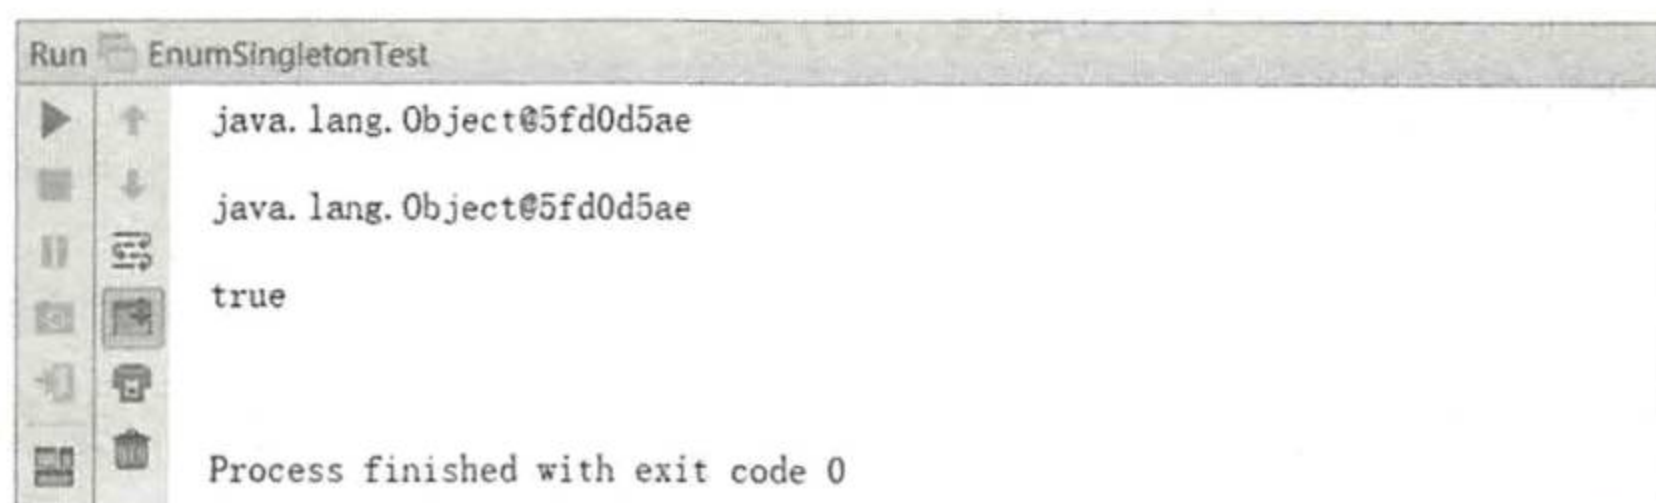 Run EnumSingletonTest
java.lang.Object@5fd0d5ae
java.lang.Object@5fd0d5ae
true
Process finished with exit code 0